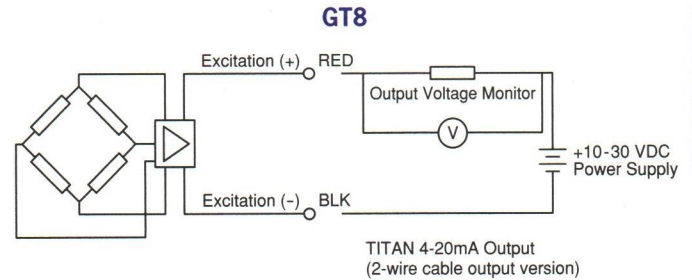 GT8
Excitation (+) RED
Output Voltage Monitor
V
+10-30 VDC
Power Supply
Excitation (-) BLK
TITAN 4-20mA Output
(2-wire cable output version)